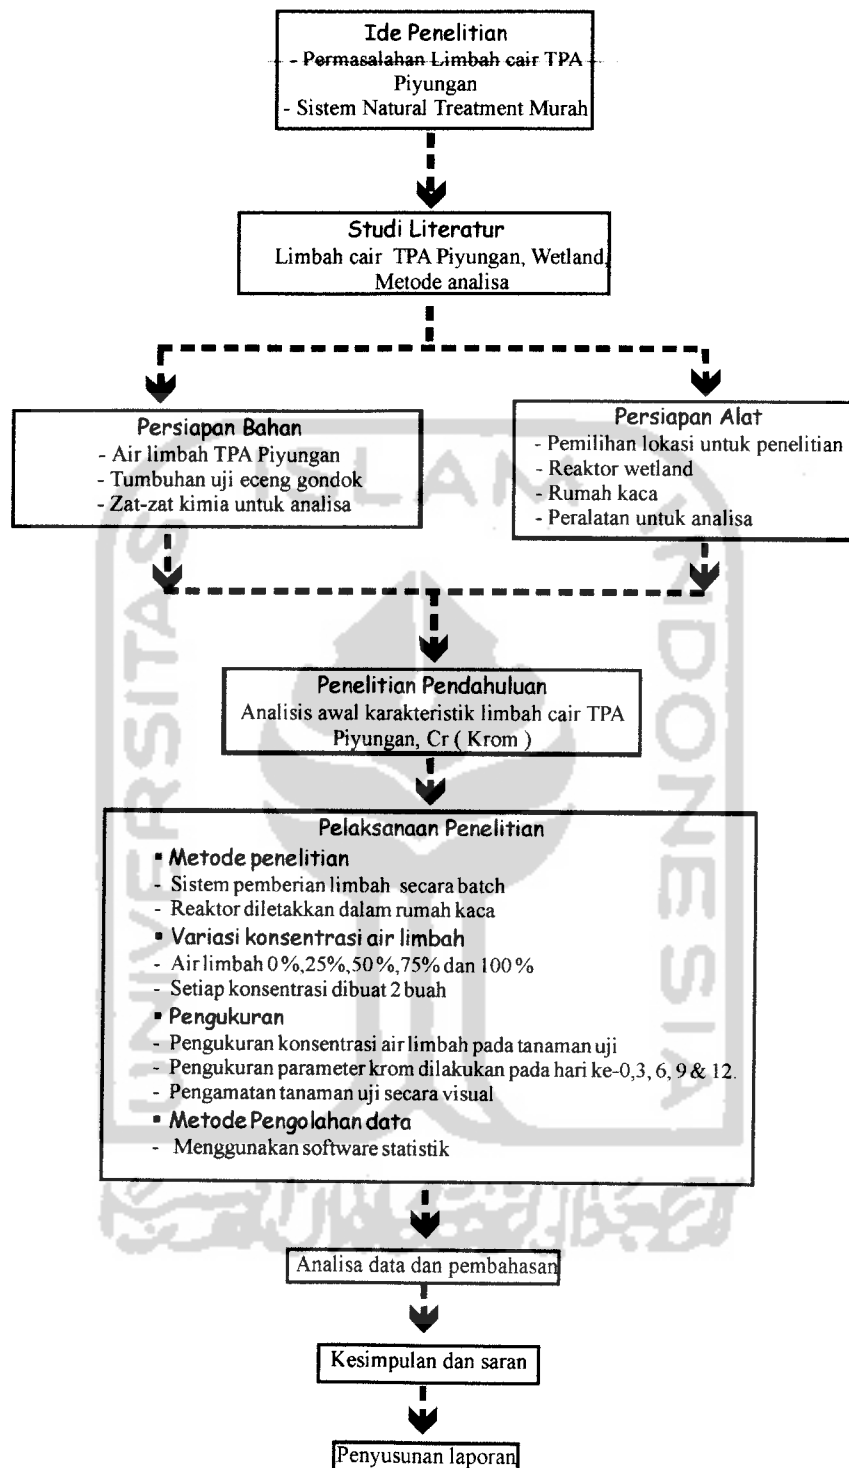 Ide Penelitian
- Permasalahan Limbah cair TPA
Piyungan
- Sistem Natural Treatment Murah
Studi Literatur
Limbah cair TPA Piyungan, Wetland,
Metode analisa
Persiapan Bahan
- Air limbah TPA Piyungan
- Tumbuhan uji eceng gondok
- Zat-zat kimia untuk analisa
Persiapan Alat
- Pemilihan lokasi untuk penelitian
- Reaktor wetland
- Rumah kaca
- Peralatan untuk analisa
Penelitian Pendahuluan
Analisis awal karakteristik limbah cair TPA
Piyungan, Cr ( Krom )
Pelaksanaan Penelitian
▪ Metode penelitian
- Sistem pemberian limbah secara batch
- Reaktor diletakkan dalam rumah kaca
▪ Variasi konsentrasi air limbah
- Air limbah 0%,25%,50%,75% dan 100%
- Setiap konsentrasi dibuat 2 buah
▪ Pengukuran
- Pengukuran konsentrasi air limbah pada tanaman uji
- Pengukuran parameter krom dilakukan pada hari ke-0,3, 6, 9 & 12.
- Pengamatan tanaman uji secara visual
▪ Metode Pengolahan data
- Menggunakan software statistik
Analisa data dan pembahasan
Kesimpulan dan saran
Penyusunan laporan
UNIVERSITAS
ISLAM
INDONESIA